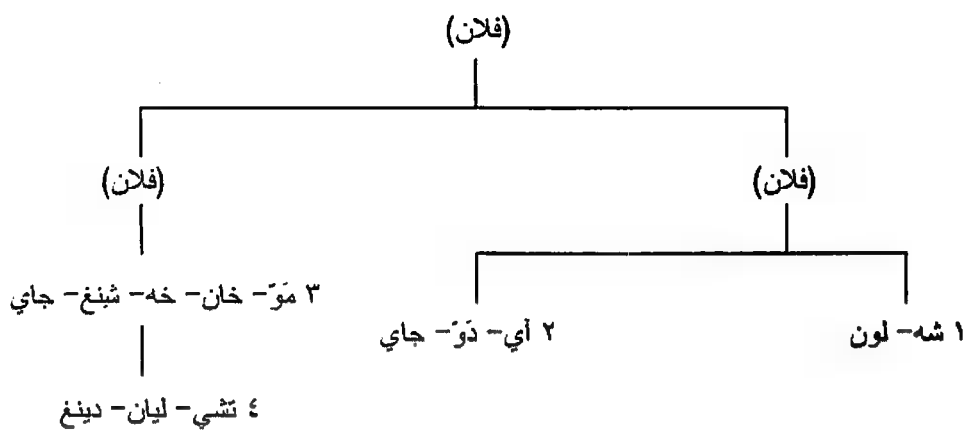 (فلان)
(فلان)
(فلان)
١ شه- لون
٢ أي- دَوّ- جاي
٣ مَوّ- خان- خه- شِنغ- جاي
٤ تشي- ليان- دينغ